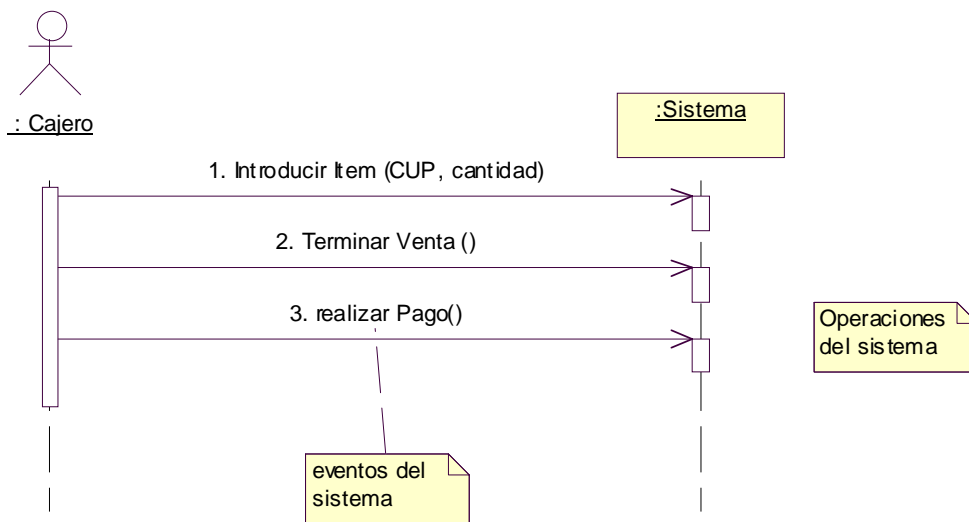 : Cajero
:Sistema
1. Introducir Item (CUP, cantidad)
2. Terminar Venta ()
3. realizar Pago()
Operaciones
del sistema
eventos del
sistema